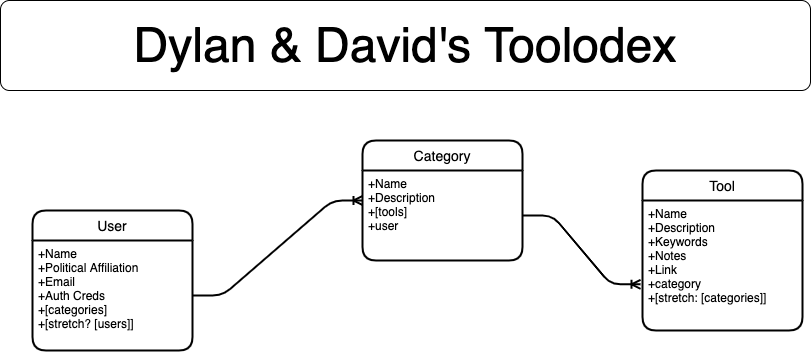 Dylan & David's Toolodex
User
+Name
+Political Affiliation
+Email
+Auth Creds
+[categories]
+[stretch? [users]]
Category
+Name
+Description
+[tools]
+user
Tool
+Name
+Description
+Keywords
+Notes
+Link
+category
+[stretch: [categories]]